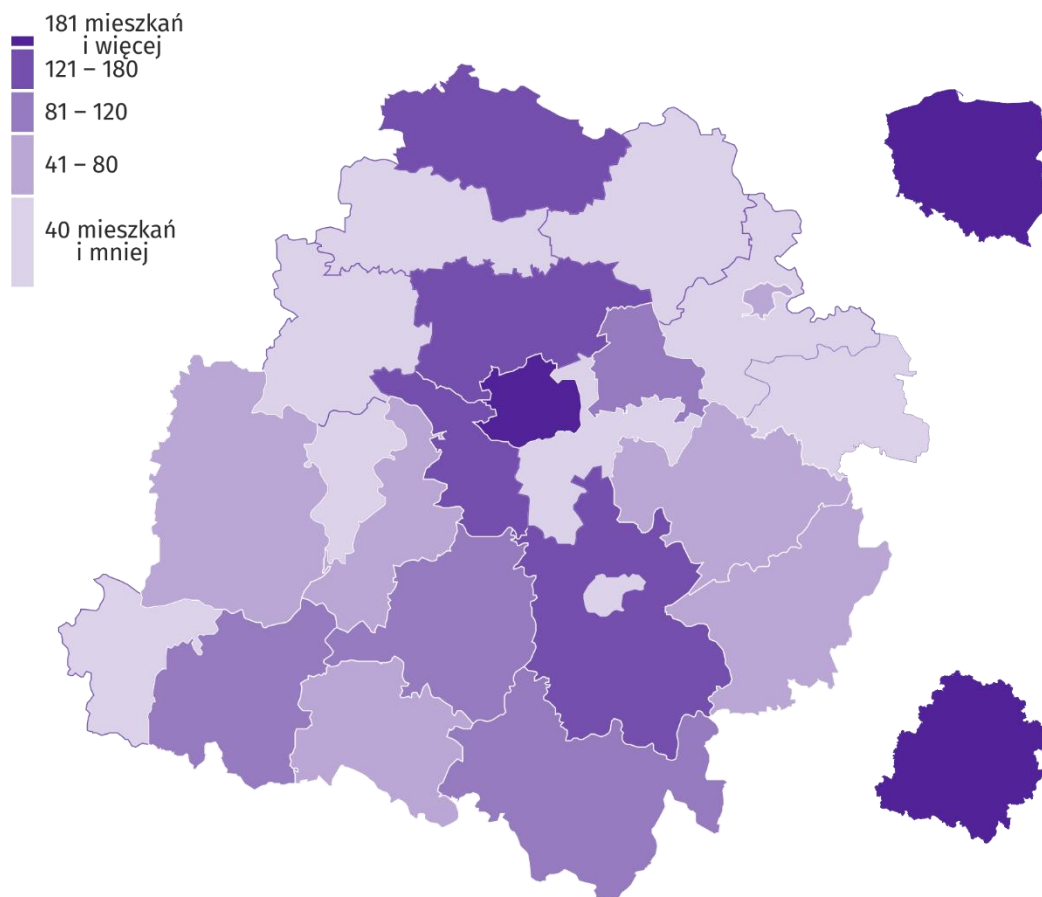 181 mieszkań
i więcej
121 – 180
81 – 120
41 – 80
40 mieszkań
i mniej